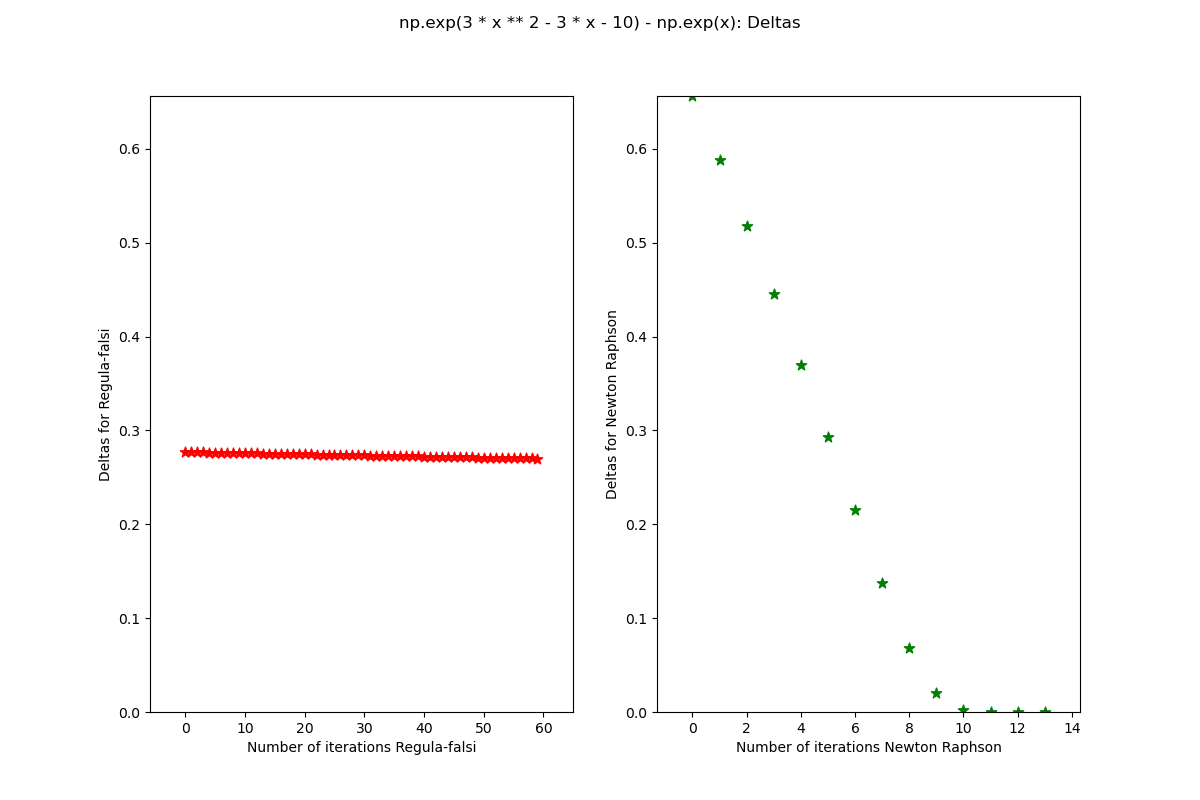 np.exp(3 * x ** 2 - 3 * x - 10) - np.exp(x): Deltas
Deltas for Regula-falsi
0.6
0.5
0.4
0.3
0.2
0.1
0.0
0 10 20 30 40 50 60
Number of iterations Regula-falsi
Deltas for Newton Raphson
0.6
0.5
0.4
0.3
0.2
0.1
0.0
0 2 4 6 8 10 12 14
Number of iterations Newton Raphson